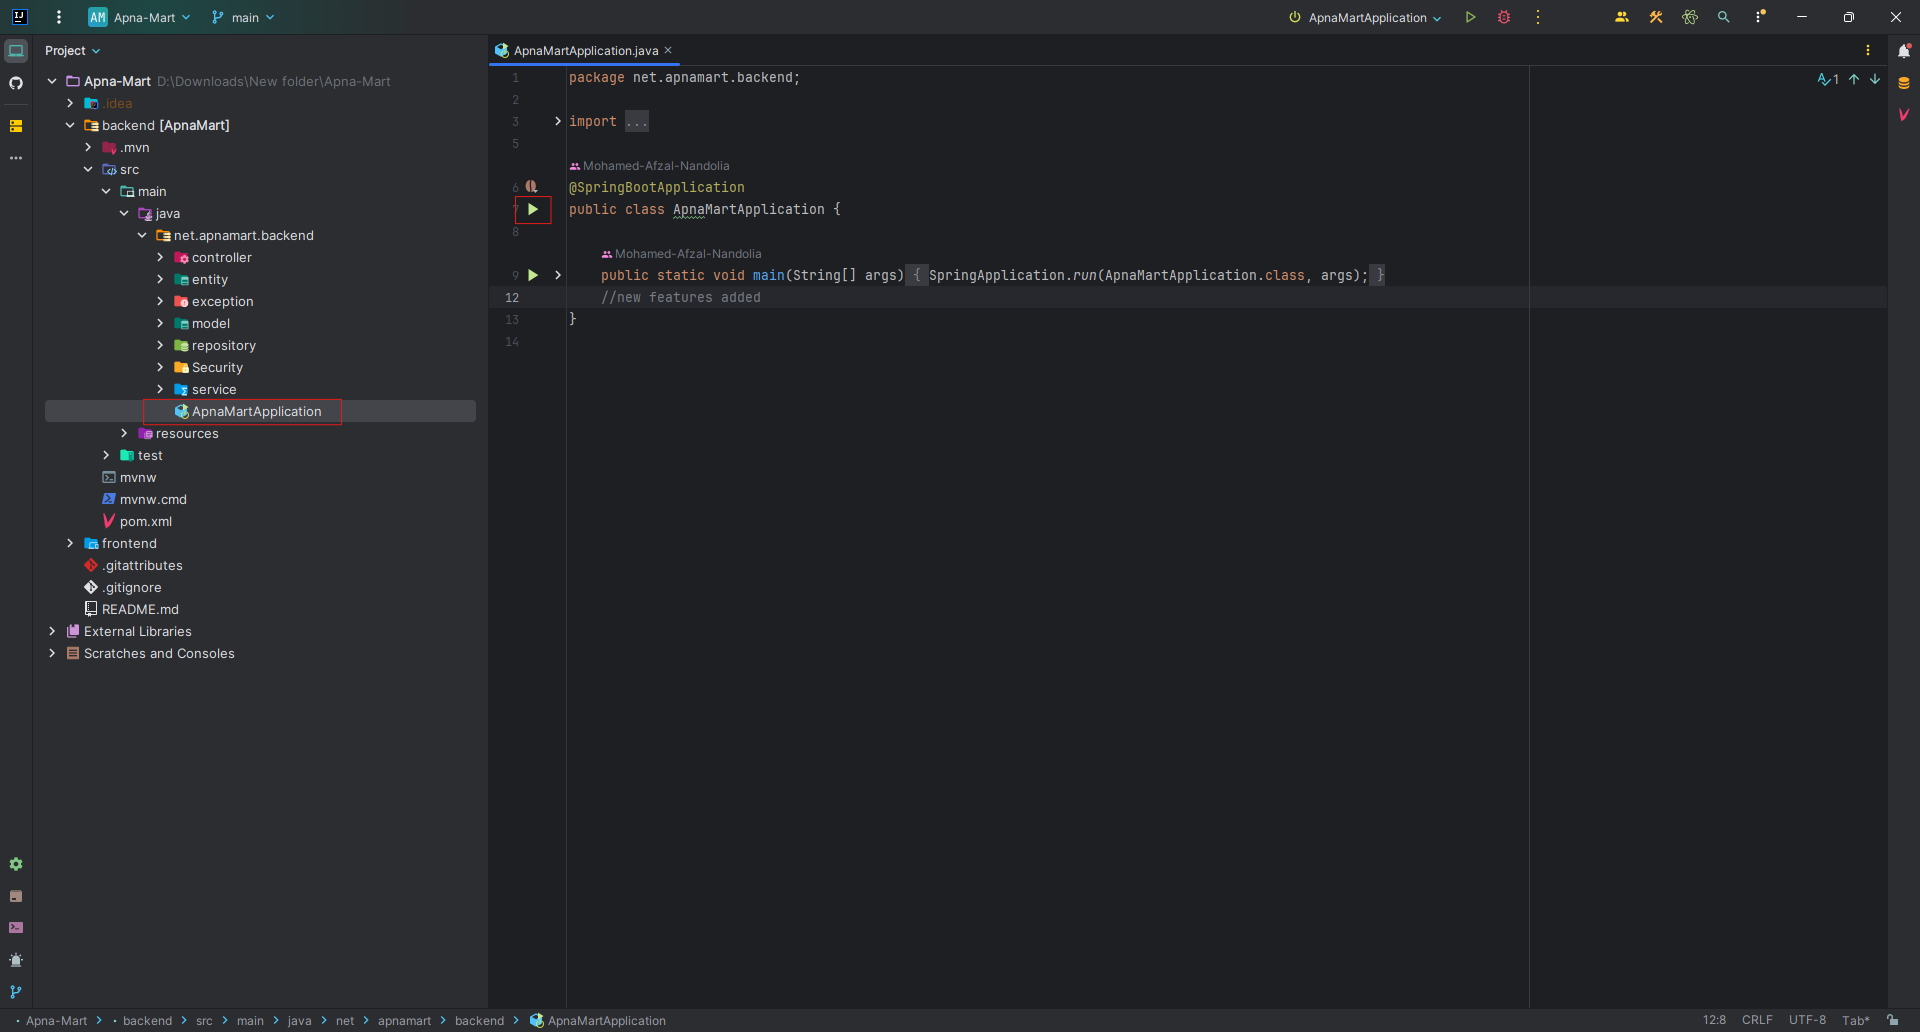 IJ
AM Apna-Mart main ApnaMartApplication
Project
ApnaMartApplication.java
Apna-Mart D:\Downloads\New folder\Apna-Mart
.idea
backend [ApnaMart]
.mvn
src
main
java
net.apnamart.backend
controller
entity
exception
model
repository
Security
service
ApnaMartApplication
resources
test
mvnw
mvnw.cmd
pom.xml
frontend
.gitattributes
.gitignore
README.md
External Libraries
Scratches and Consoles
1 package net.apnamart.backend;
1
2
3 import ...
5
Mohamed-Afzal-Nandolia
6 @SpringBootApplication
7 public class ApnaMartApplication {
8
Mohamed-Afzal-Nandolia
9 public static void main(String[] args) { SpringApplication.run(ApnaMartApplication.class, args); }
12 //new features added
13 }
14
Apna-Mart backend src main java net apnamart backend ApnaMartApplication
12:8 CRLF UTF-8 Tab*